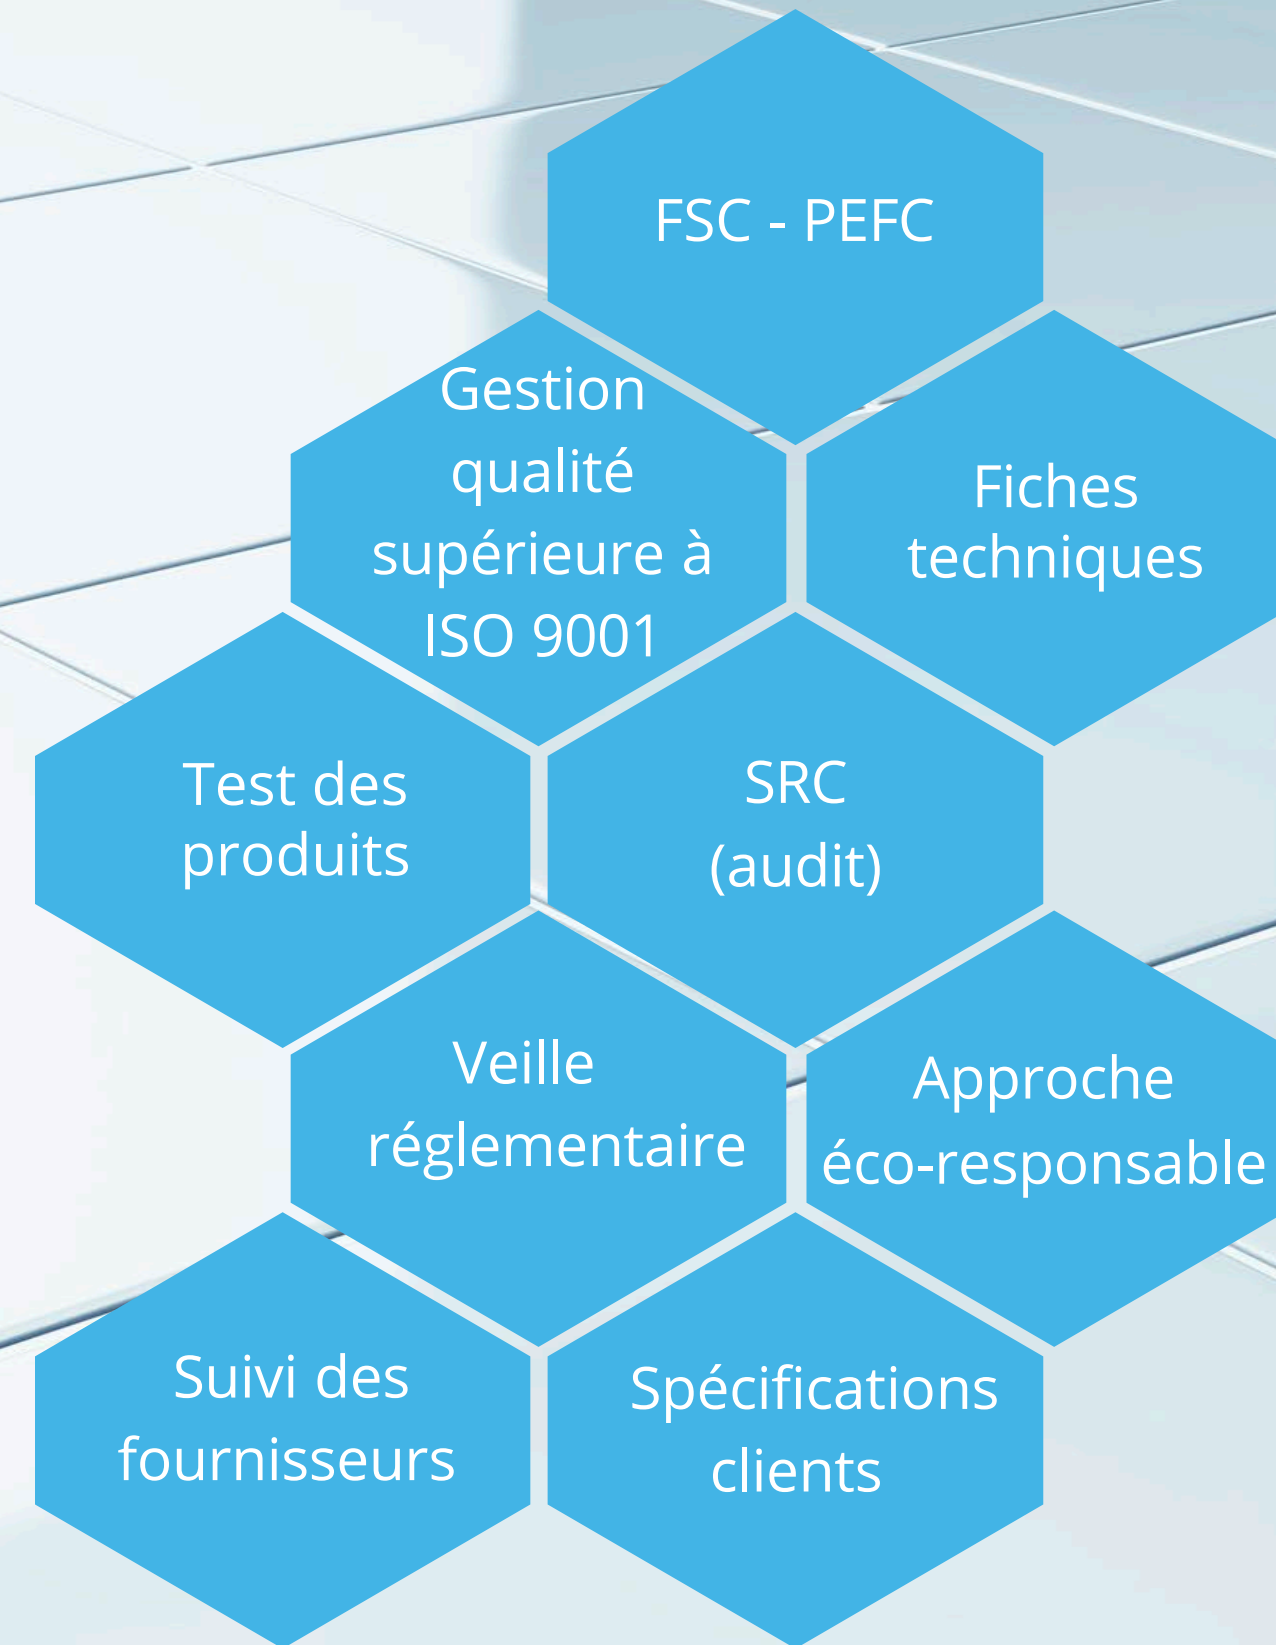 FSC - PEFC
Gestion
qualité
supérieure à
ISO 9001
Fiches
techniques
Test des
produits
SRC
(audit)
Veille
réglementaire
Approche
éco-responsable
Suivi des
fournisseurs
Spécifications
clients